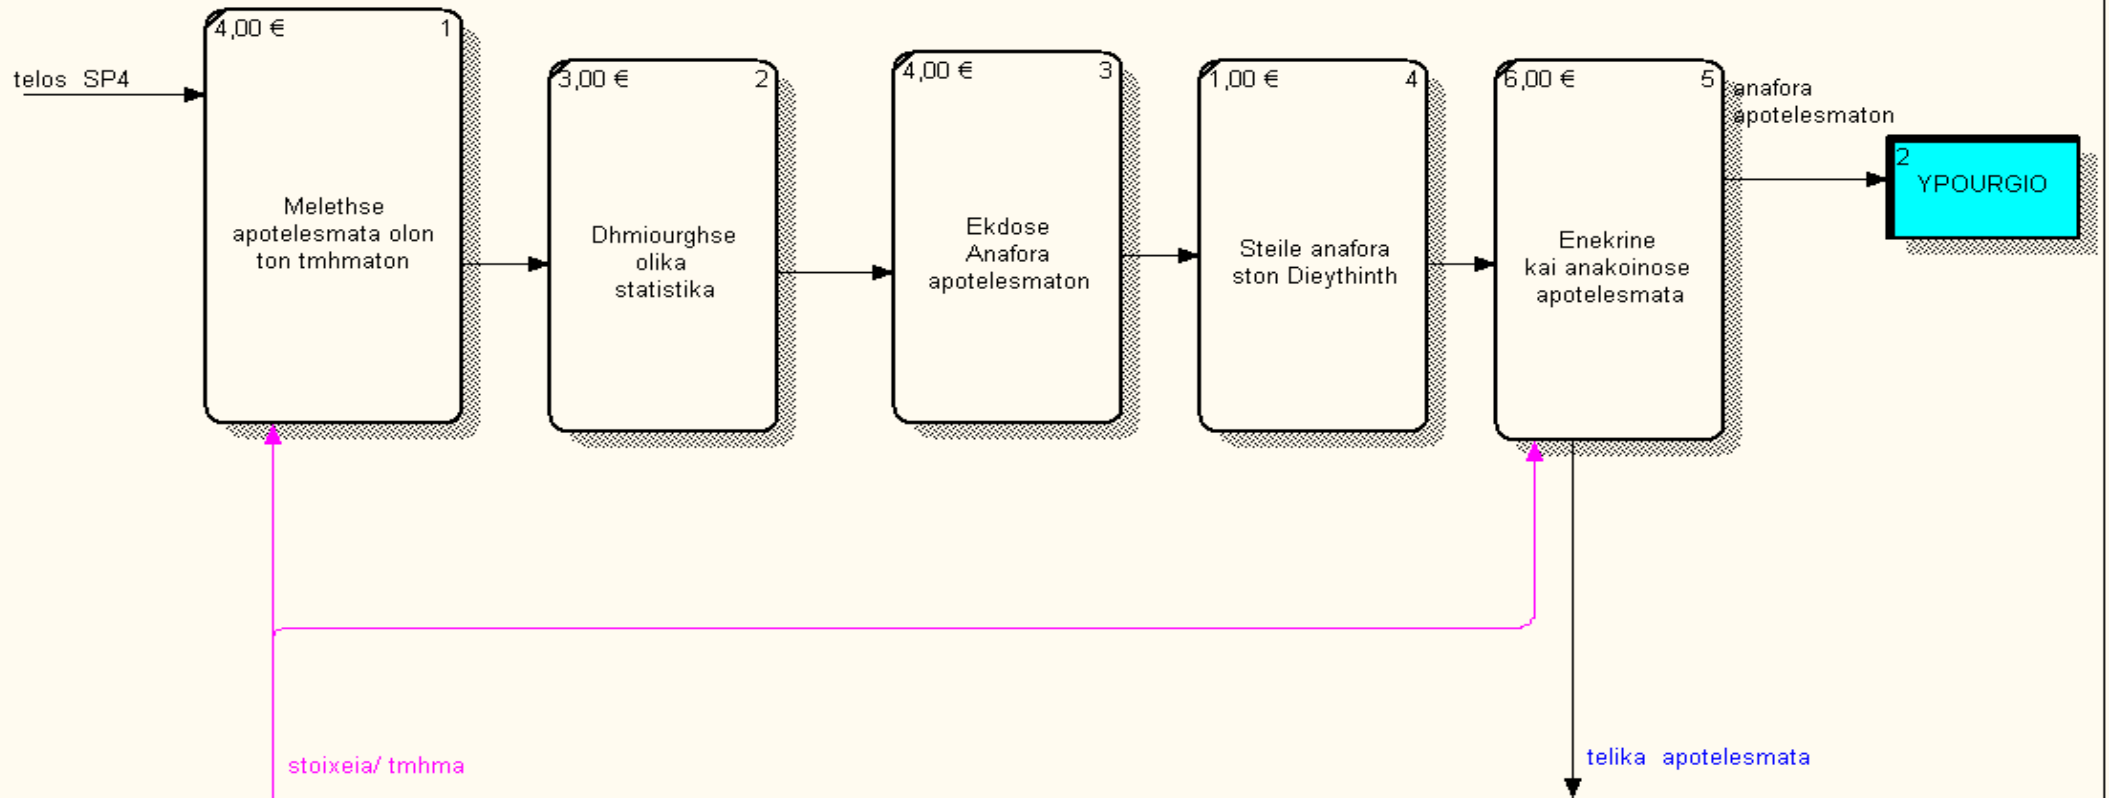 telos SP4
4,00 € 1
Melethse
apotelesmata olon
ton tmhmaton
3,00 € 2
Dhmiourghse
olika
statistika
4,00 € 3
Ekdose
Anafora
apotelesmaton
1,00 € 4
Steile anafora
ston Dieythinth
6,00 € 5
Enekrine
kai anakoinose
apotelesmata
anafora
apotelesmaton
2
YPOURGIO
stoixeia/ tmhma
telika apotelesmata